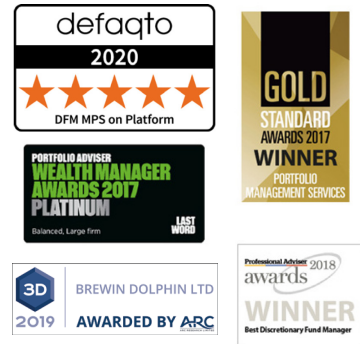 defaqto
2020
DFM MPS on Platform
GOLD
STANDARD
AWARDS 2017
WINNER
PORTFOLIO
MANAGEMENT SERVICES
PORTFOLIO ADVISER
WEALTH MANAGER
AWARDS 2017
PLATINUM
Balanced, Large firm
LAST
WORD
3D
2019
BREWIN DOLPHIN LTD
AWARDED BY ARC
Professional Adviser
awards 2018
WINNER
Best Discretionary Fund Manager